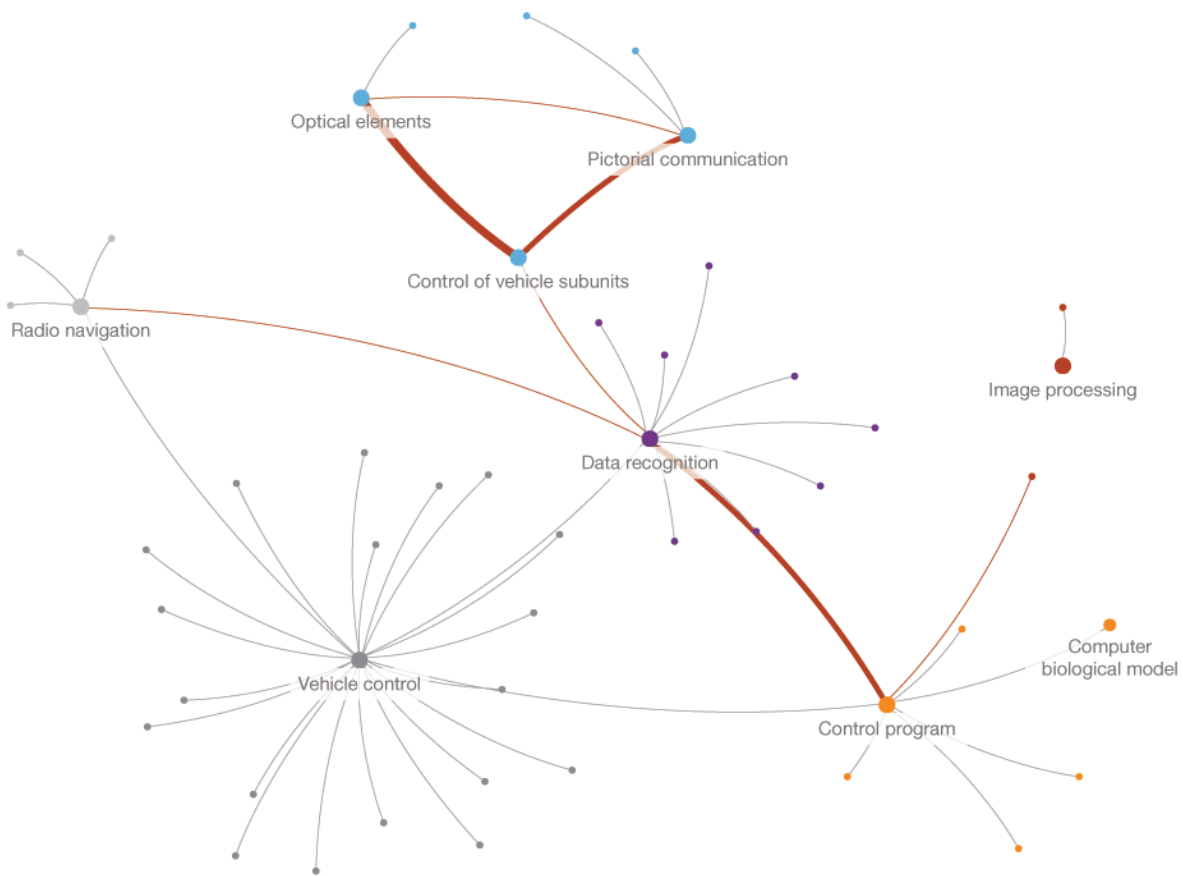 Optical elements
Pictorial communication
Control of vehicle subunits
Radio navigation
Image processing
Data recognition
Computer
biological model
Vehicle control
Control program